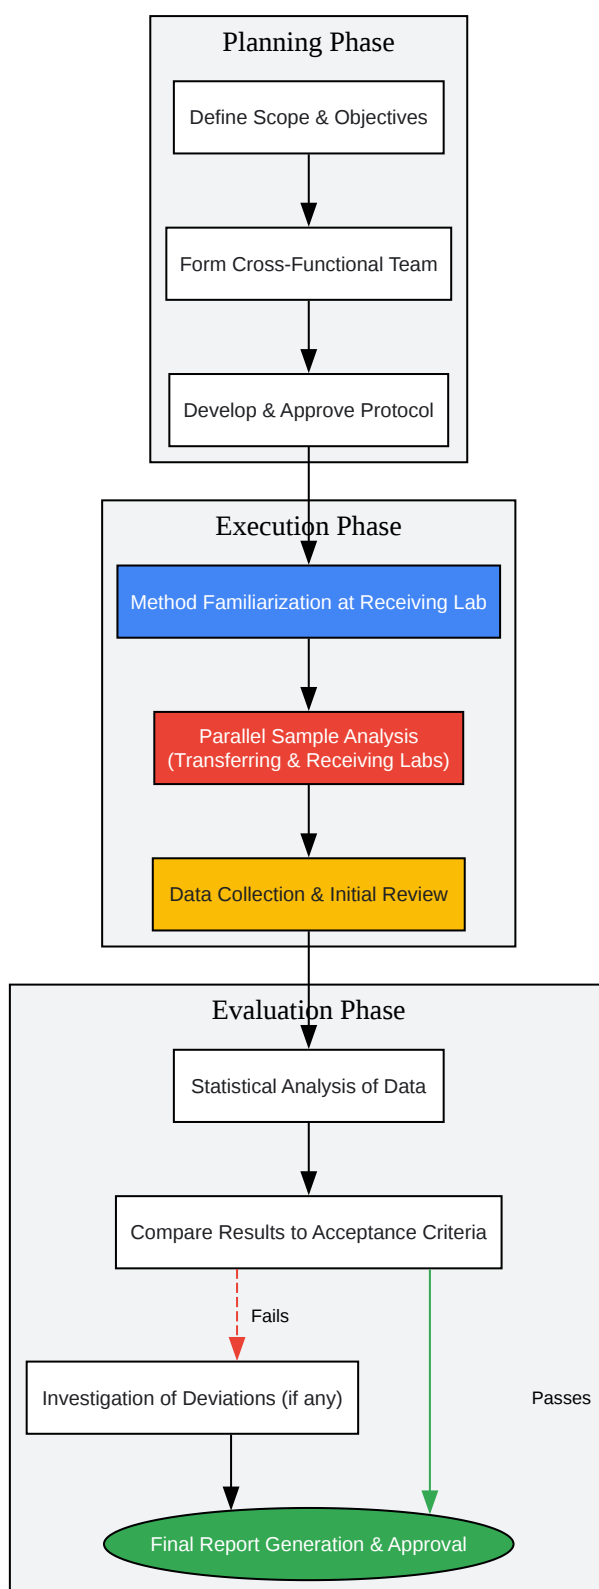 Planning Phase
Define Scope & Objectives
Form Cross-Functional Team
Develop & Approve Protocol
Execution Phase
Method Familiarization at Receiving Lab
Parallel Sample Analysis
(Transferring & Receiving Labs)
Data Collection & Initial Review
Evaluation Phase
Statistical Analysis of Data
Compare Results to Acceptance Criteria
Fails
Investigation of Deviations (if any)
Passes
Final Report Generation & Approval